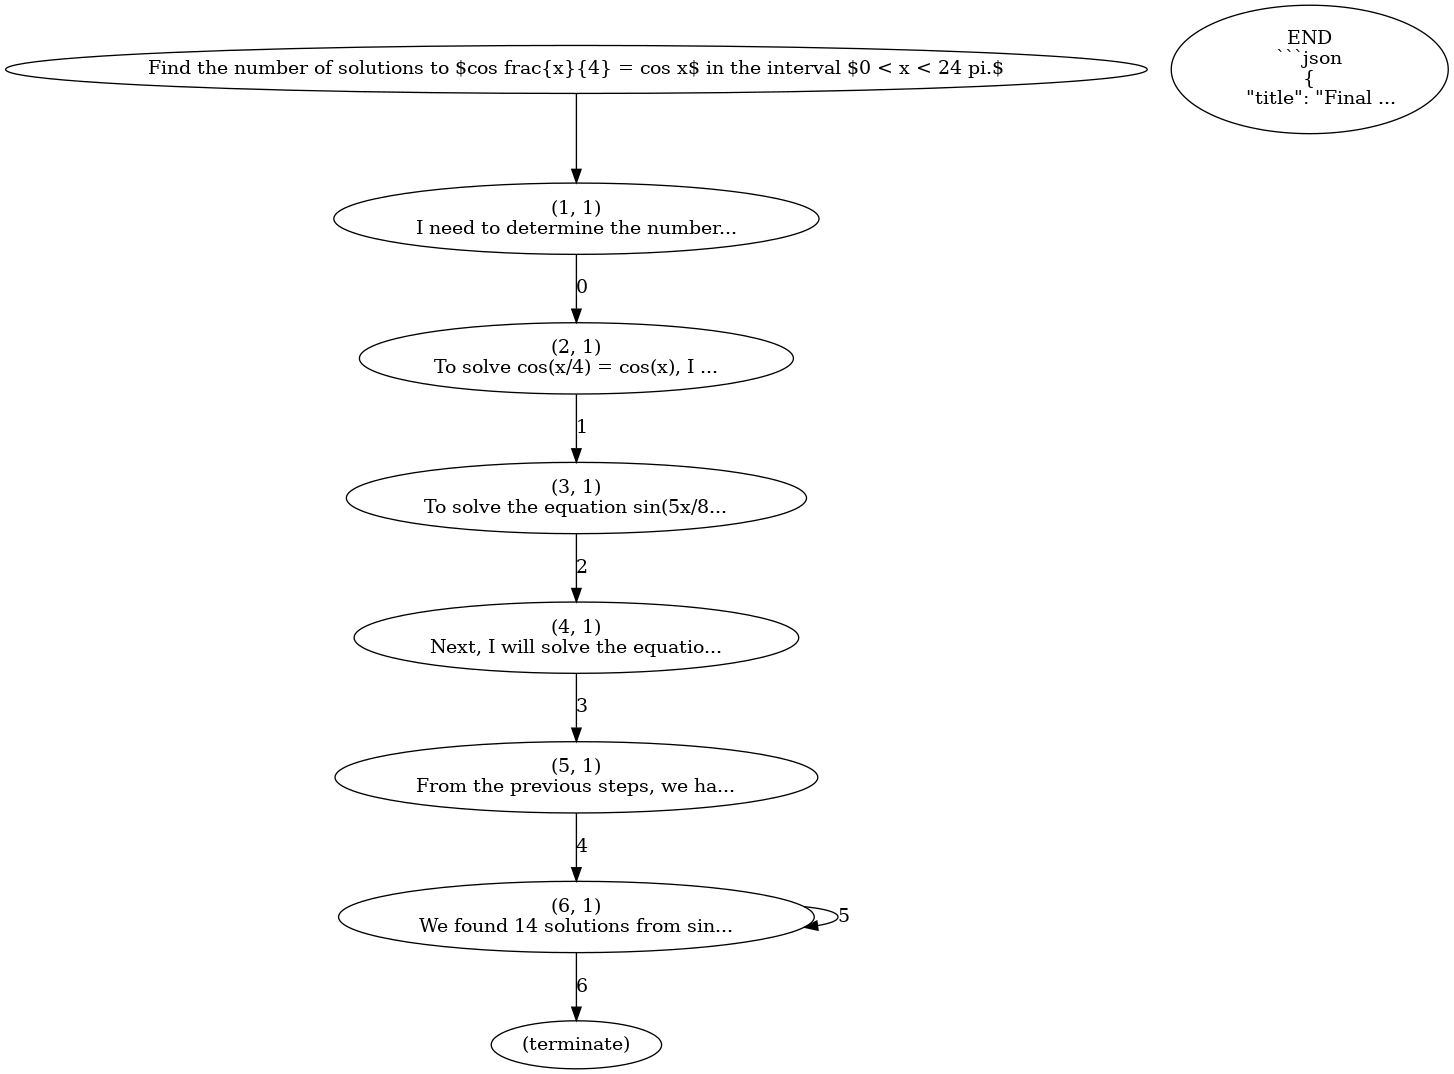 Find the number of solutions to $cos frac{x}{4} = cos x$ in the interval $0 < x < 24 pi.$
END
```json
{
"title": "Final ...
(1, 1)
I need to determine the number...
0
(2, 1)
To solve cos(x/4) = cos(x), I ...
1
(3, 1)
To solve the equation sin(5x/8...
2
(4, 1)
Next, I will solve the equatio...
3
(5, 1)
From the previous steps, we ha...
4
(6, 1)
We found 14 solutions from sin...
5
6
(terminate)